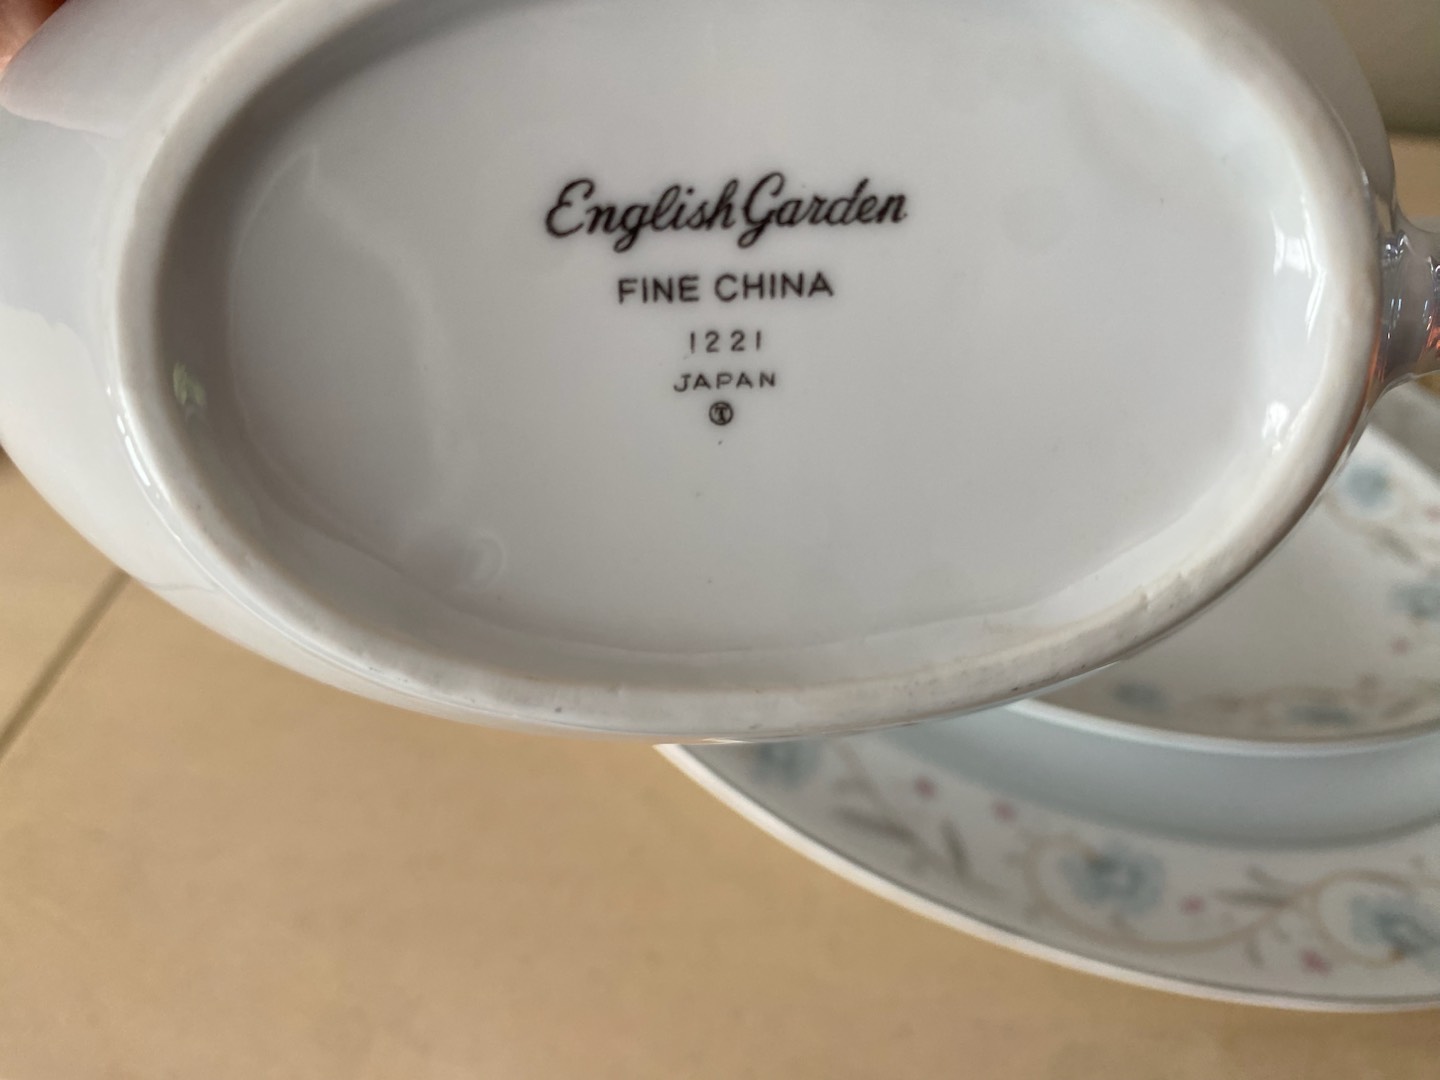 English Garden
FINE CHINA
1221
JAPAN
T